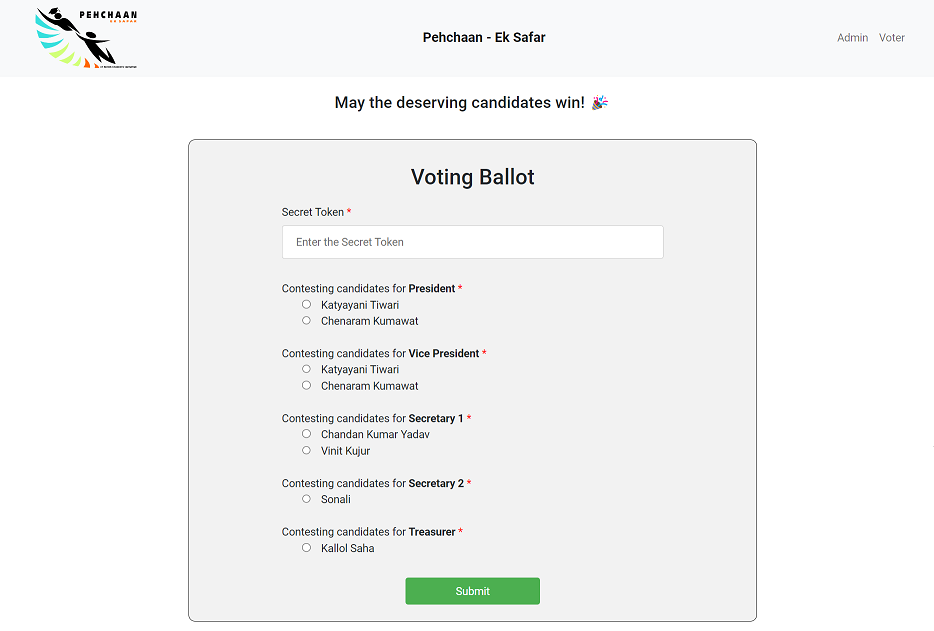 PEHCHAAN
EK SAFAR
Pehchaan - Ek Safar
Admin Voter
May the deserving candidates win! 🎉
Voting Ballot
Secret Token *
Enter the Secret Token
Contesting candidates for President *
Katyayani Tiwari
Chenaram Kumawat
Contesting candidates for Vice President *
Katyayani Tiwari
Chenaram Kumawat
Contesting candidates for Secretary 1 *
Chandan Kumar Yadav
Vinit Kujur
Contesting candidates for Secretary 2 *
Sonali
Contesting candidates for Treasurer *
Kallol Saha
Submit